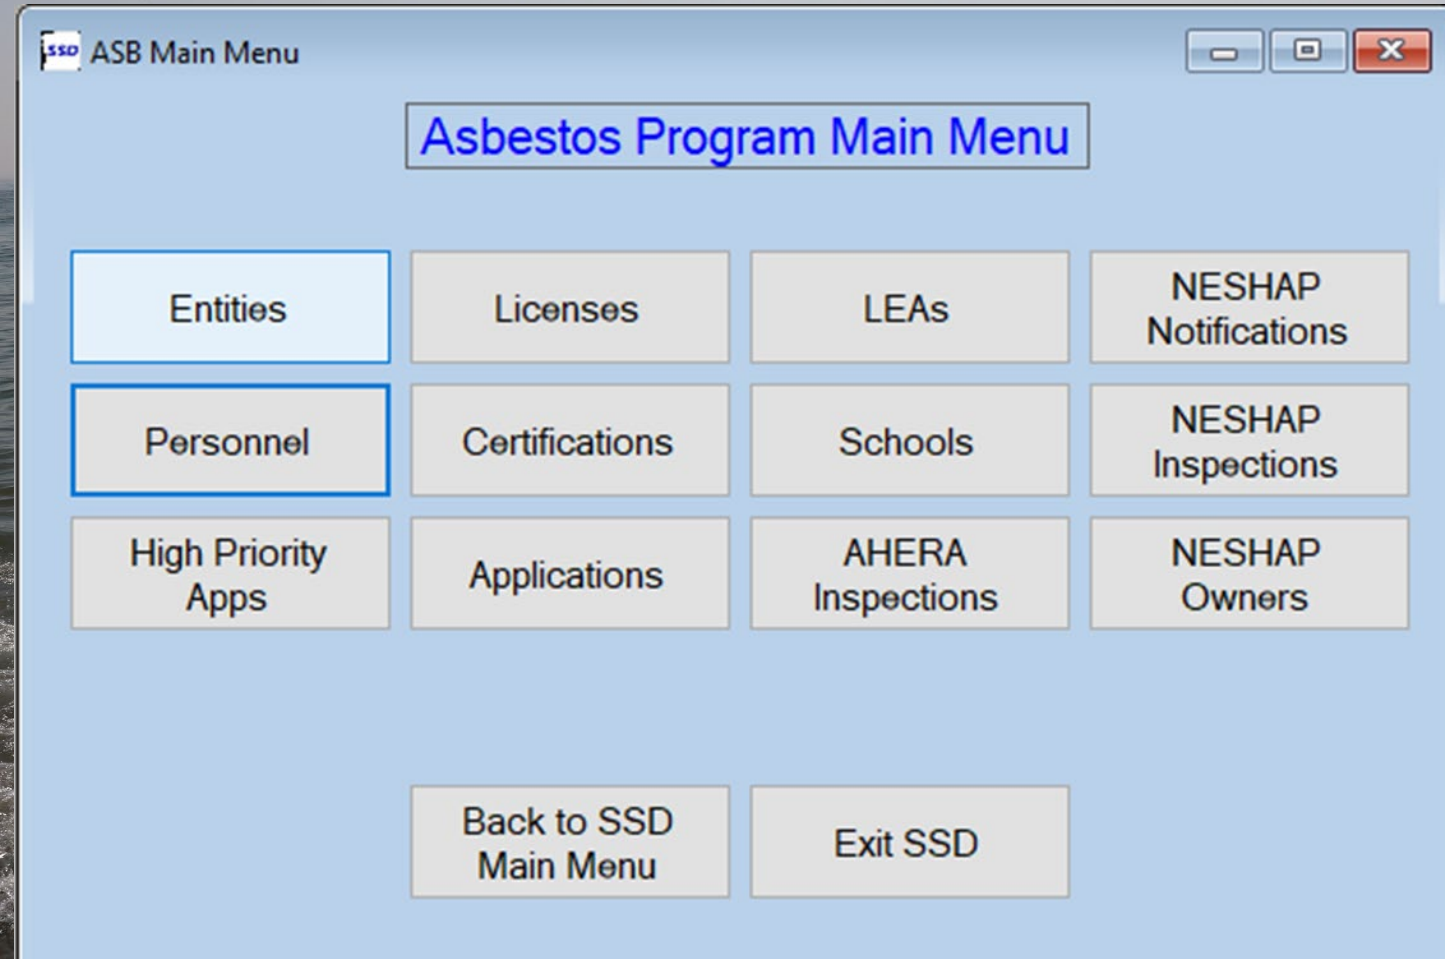 SSD ASB Main Menu
Asbestos Program Main Menu
Entities
Licenses
LEAs
NESHAP
Notifications
Personnel
Certifications
Schools
NESHAP
Inspections
High Priority
Apps
Applications
AHERA
Inspections
NESHAP
Owners
Back to SSD
Main Menu
Exit SSD